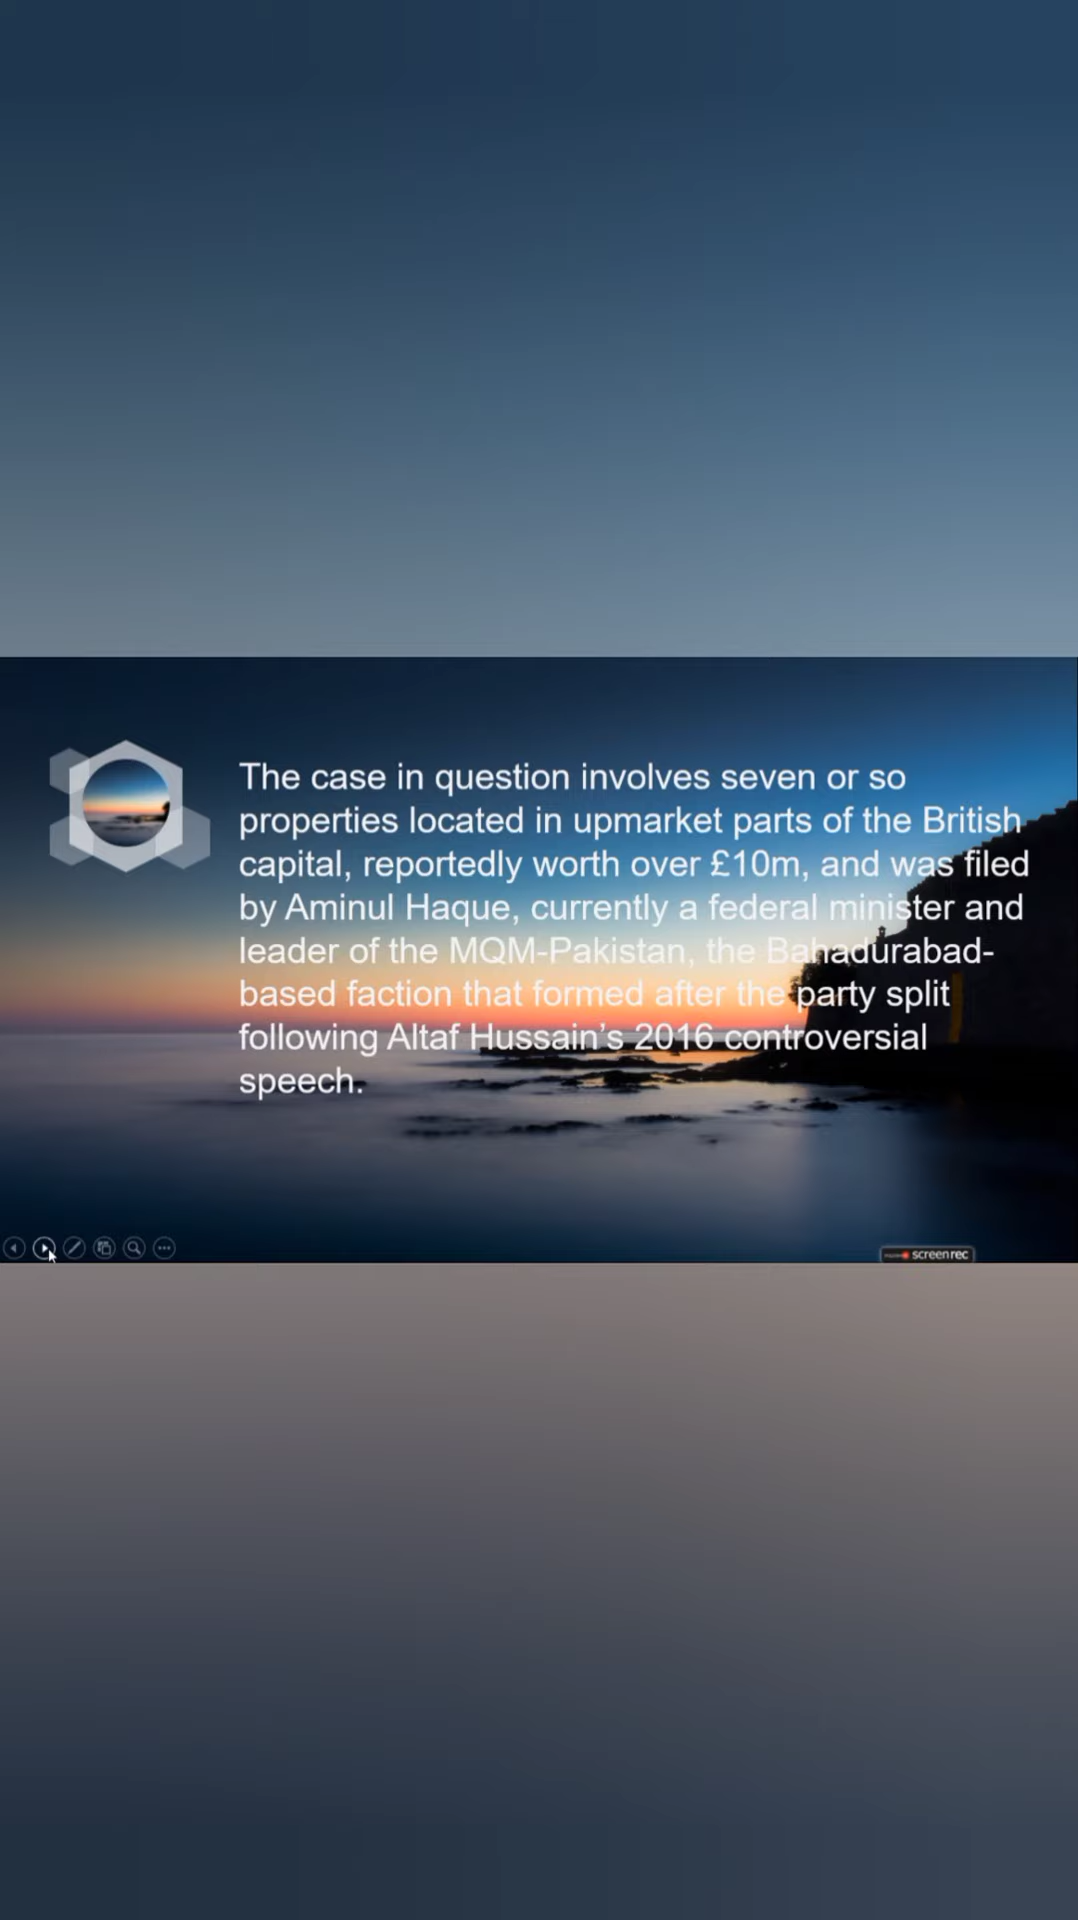 The case in question involves seven or so
properties located in upmarket parts of the British
capital, reportedly worth over £10m, and was filed
by Aminul Haque, currently a federal minister and
leader of the MQM-Pakistan, the Bahadurabad-
based faction that formed after the party split
following Altaf Hussain’s 2016 controversial
speech.
screenrec